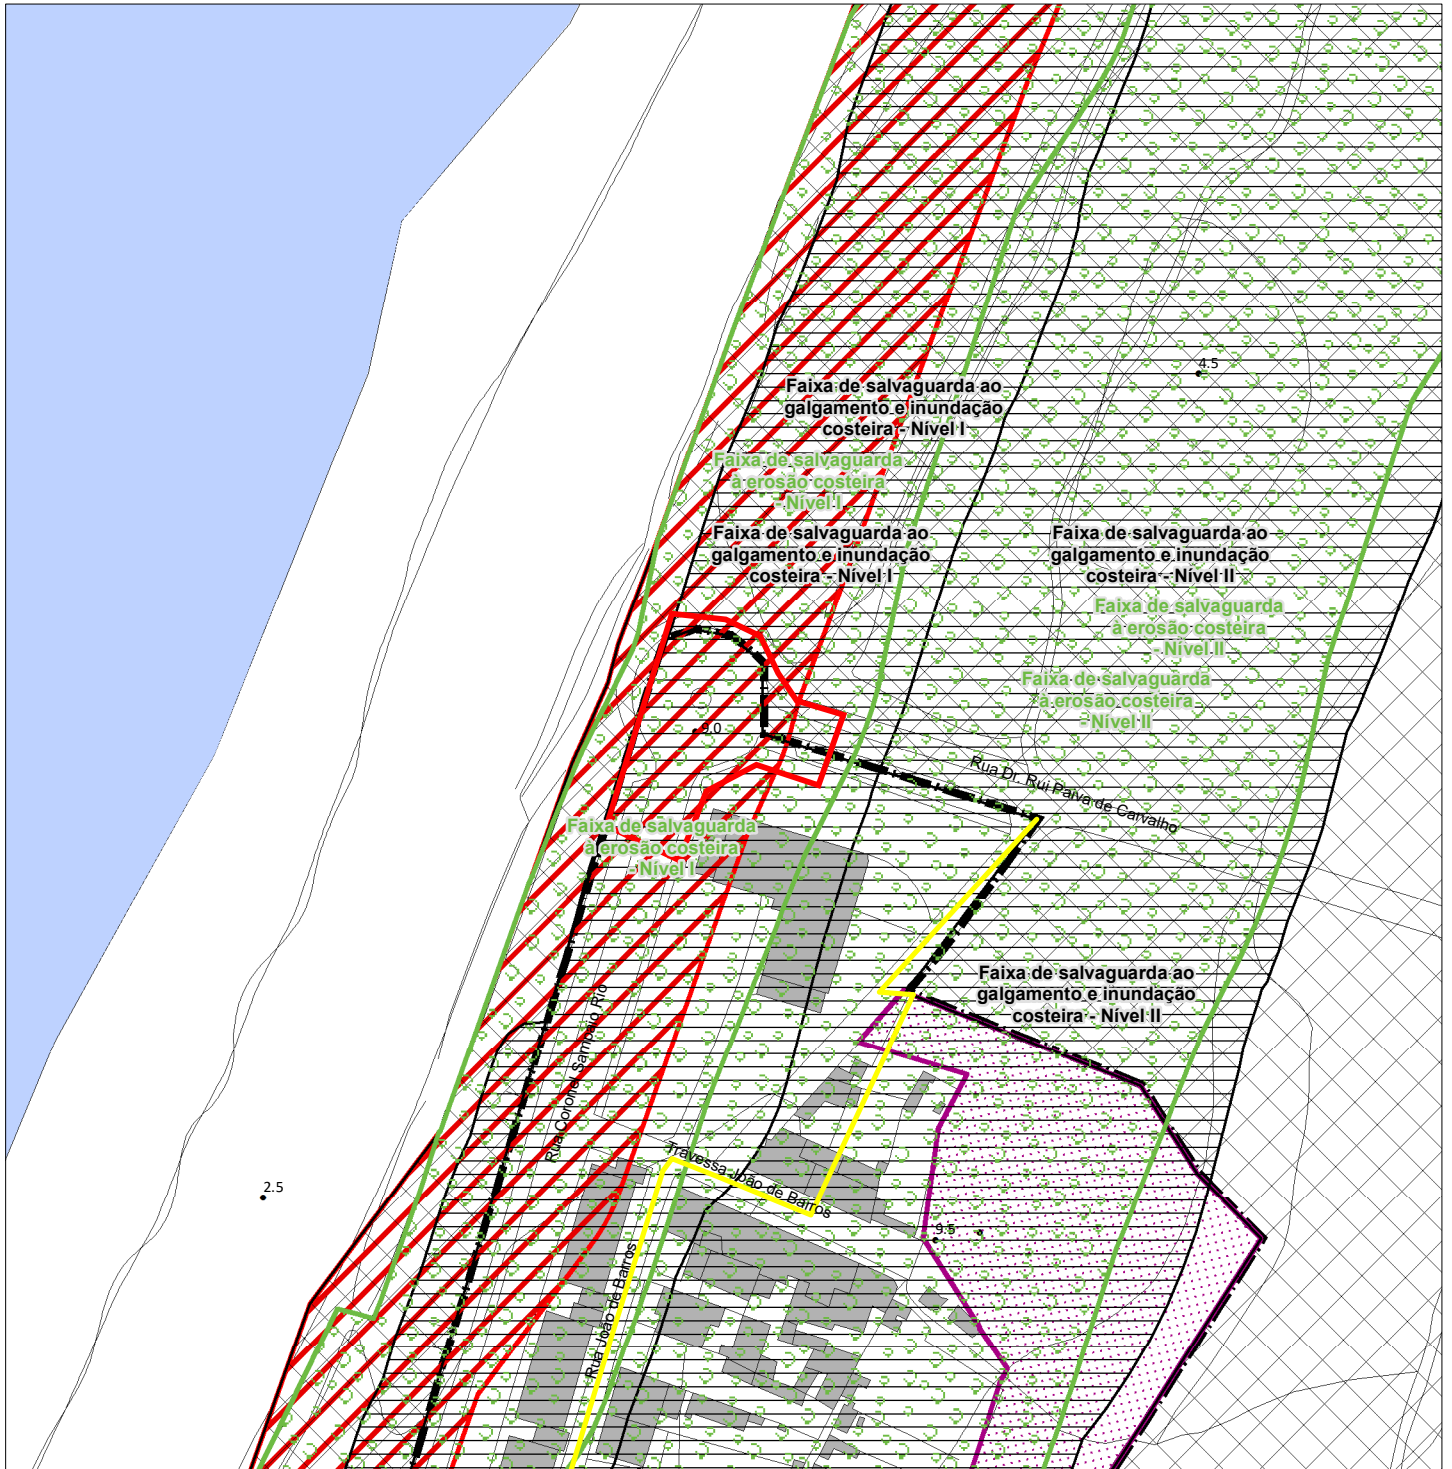 4.5
Faixa de salvaguarda ao
galgamento e inundação
costeira - Nível I
Faixa de salvaguarda
à erosão costeira
- Nível I
Faixa de salvaguarda ao
galgamento e inundação
costeira - Nível I
Faixa de salvaguarda ao
galgamento e inundação
costeira - Nível II
Faixa de salvaguarda
à erosão costeira
- Nível II
Faixa de salvaguarda
à erosão costeira
- Nível II
9.0
Rua Dr. Rui Paiva de Carvalho
Faixa de salvaguarda
à erosão costeira
- Nível I
Faixa de salvaguarda ao
galgamento e inundação
costeira - Nível II
Rua Coronel Sampaio Rio
Travessa João de Barros
2.5
9.5
Rua João de Barros